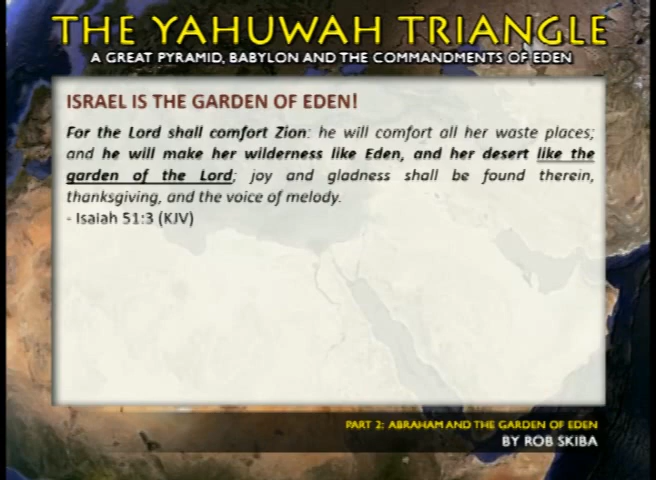 THE YAHUWAH TRIANGLE
A GREAT PYRAMID, BABYLON AND THE COMMANDMENTS OF EDEN
ISRAEL IS THE GARDEN OF EDEN!
For the Lord shall comfort Zion: he will comfort all her waste places;
and he will make her wilderness like Eden, and her desert like the
garden of the Lord; joy and gladness shall be found therein,
thanksgiving, and the voice of melody.
- Isaiah 51:3 (KJV)
PART 2: ABRAHAM AND THE GARDEN OF EDEN
BY ROB SKIBA